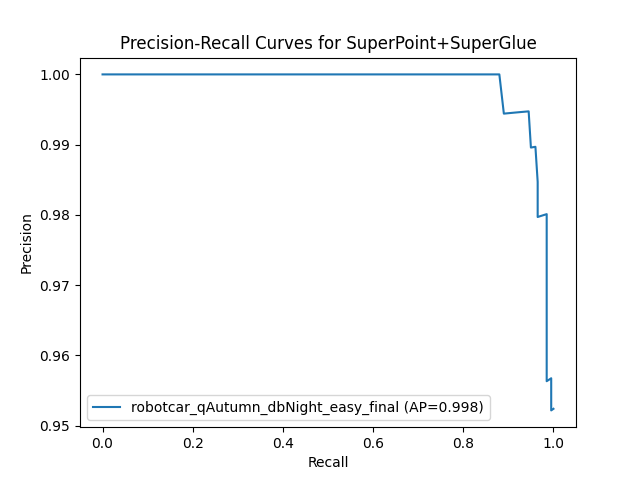 Precision-Recall Curves for SuperPoint+SuperGlue
1.00
0.99
0.98
0.97
0.96
0.95
Precision
robotcar_qAutumn_dbNight_easy_final (AP=0.998)
0.0 0.2 0.4 0.6 0.8 1.0
Recall